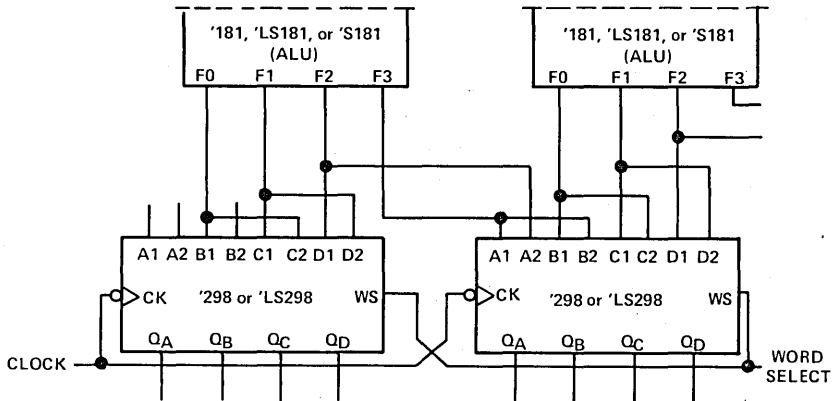 '181, 'LS181, or 'S181
(ALU)
F0 F1 F2 F3
'181, 'LS181, or 'S181
(ALU)
F0 F1 F2 F3
A1 A2 B1 B2 C1 C2 D1 D2
CK '298 or 'LS298 WS
QA QB QC QD
A1 A2 B1 B2 C1 C2 D1 D2
CK '298 or 'LS298 WS
QA QB QC QD
CLOCK
WORD
SELECT